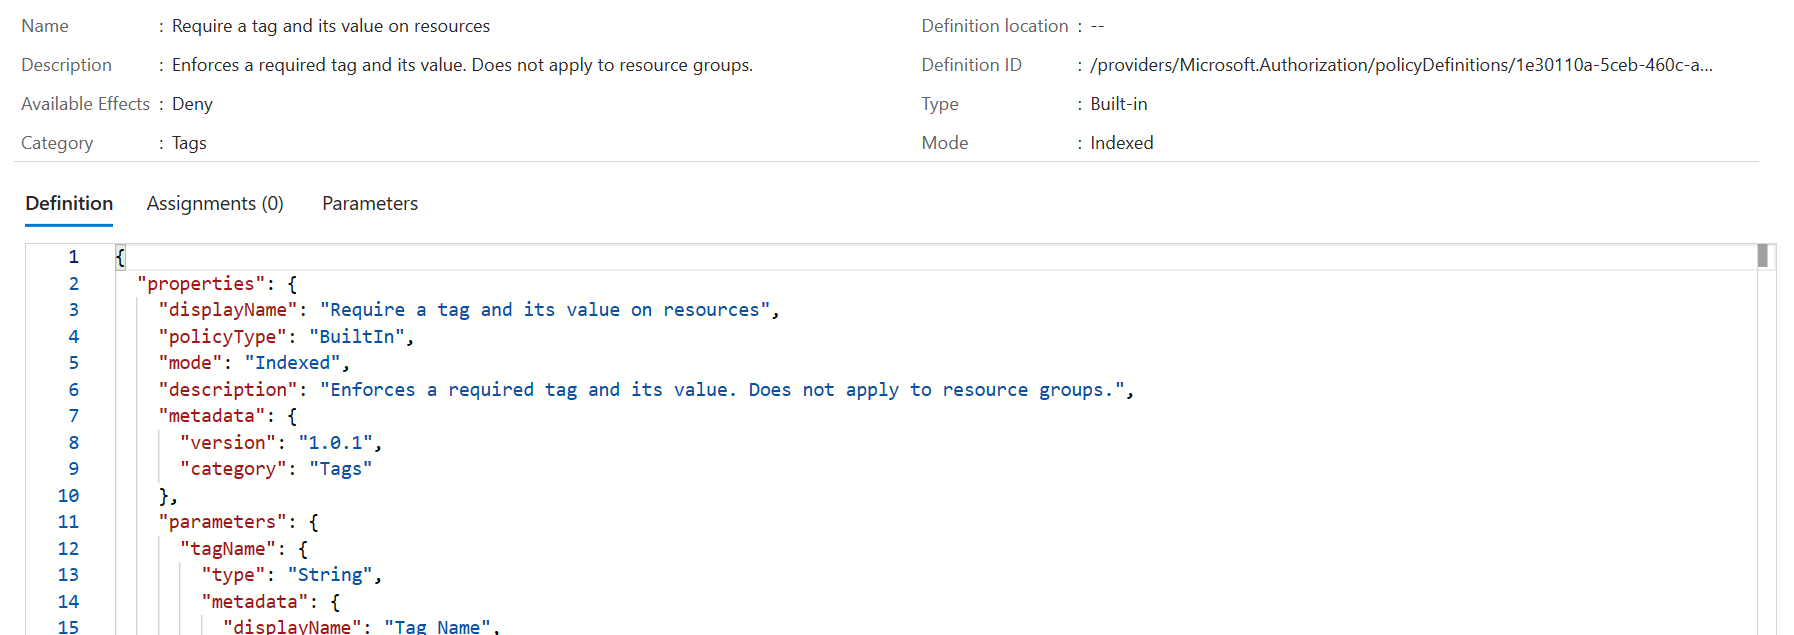 Name : Require a tag and its value on resources
Definition location : --
Description : Enforces a required tag and its value. Does not apply to resource groups.
Definition ID : /providers/Microsoft.Authorization/policyDefinitions/1e30110a-5ceb-460c-a...
Available Effects : Deny
Type : Built-in
Category : Tags
Mode : Indexed
Definition Assignments (0) Parameters
1 {
2 "properties": {
3 "displayName": "Require a tag and its value on resources",
4 "policyType": "BuiltIn",
5 "mode": "Indexed",
6 "description": "Enforces a required tag and its value. Does not apply to resource groups.",
7 "metadata": {
8 "version": "1.0.1",
9 "category": "Tags"
10 },
11 "parameters": {
12 "tagName": {
13 "type": "String",
14 "metadata": {
15 "displayName": "Tag Name",